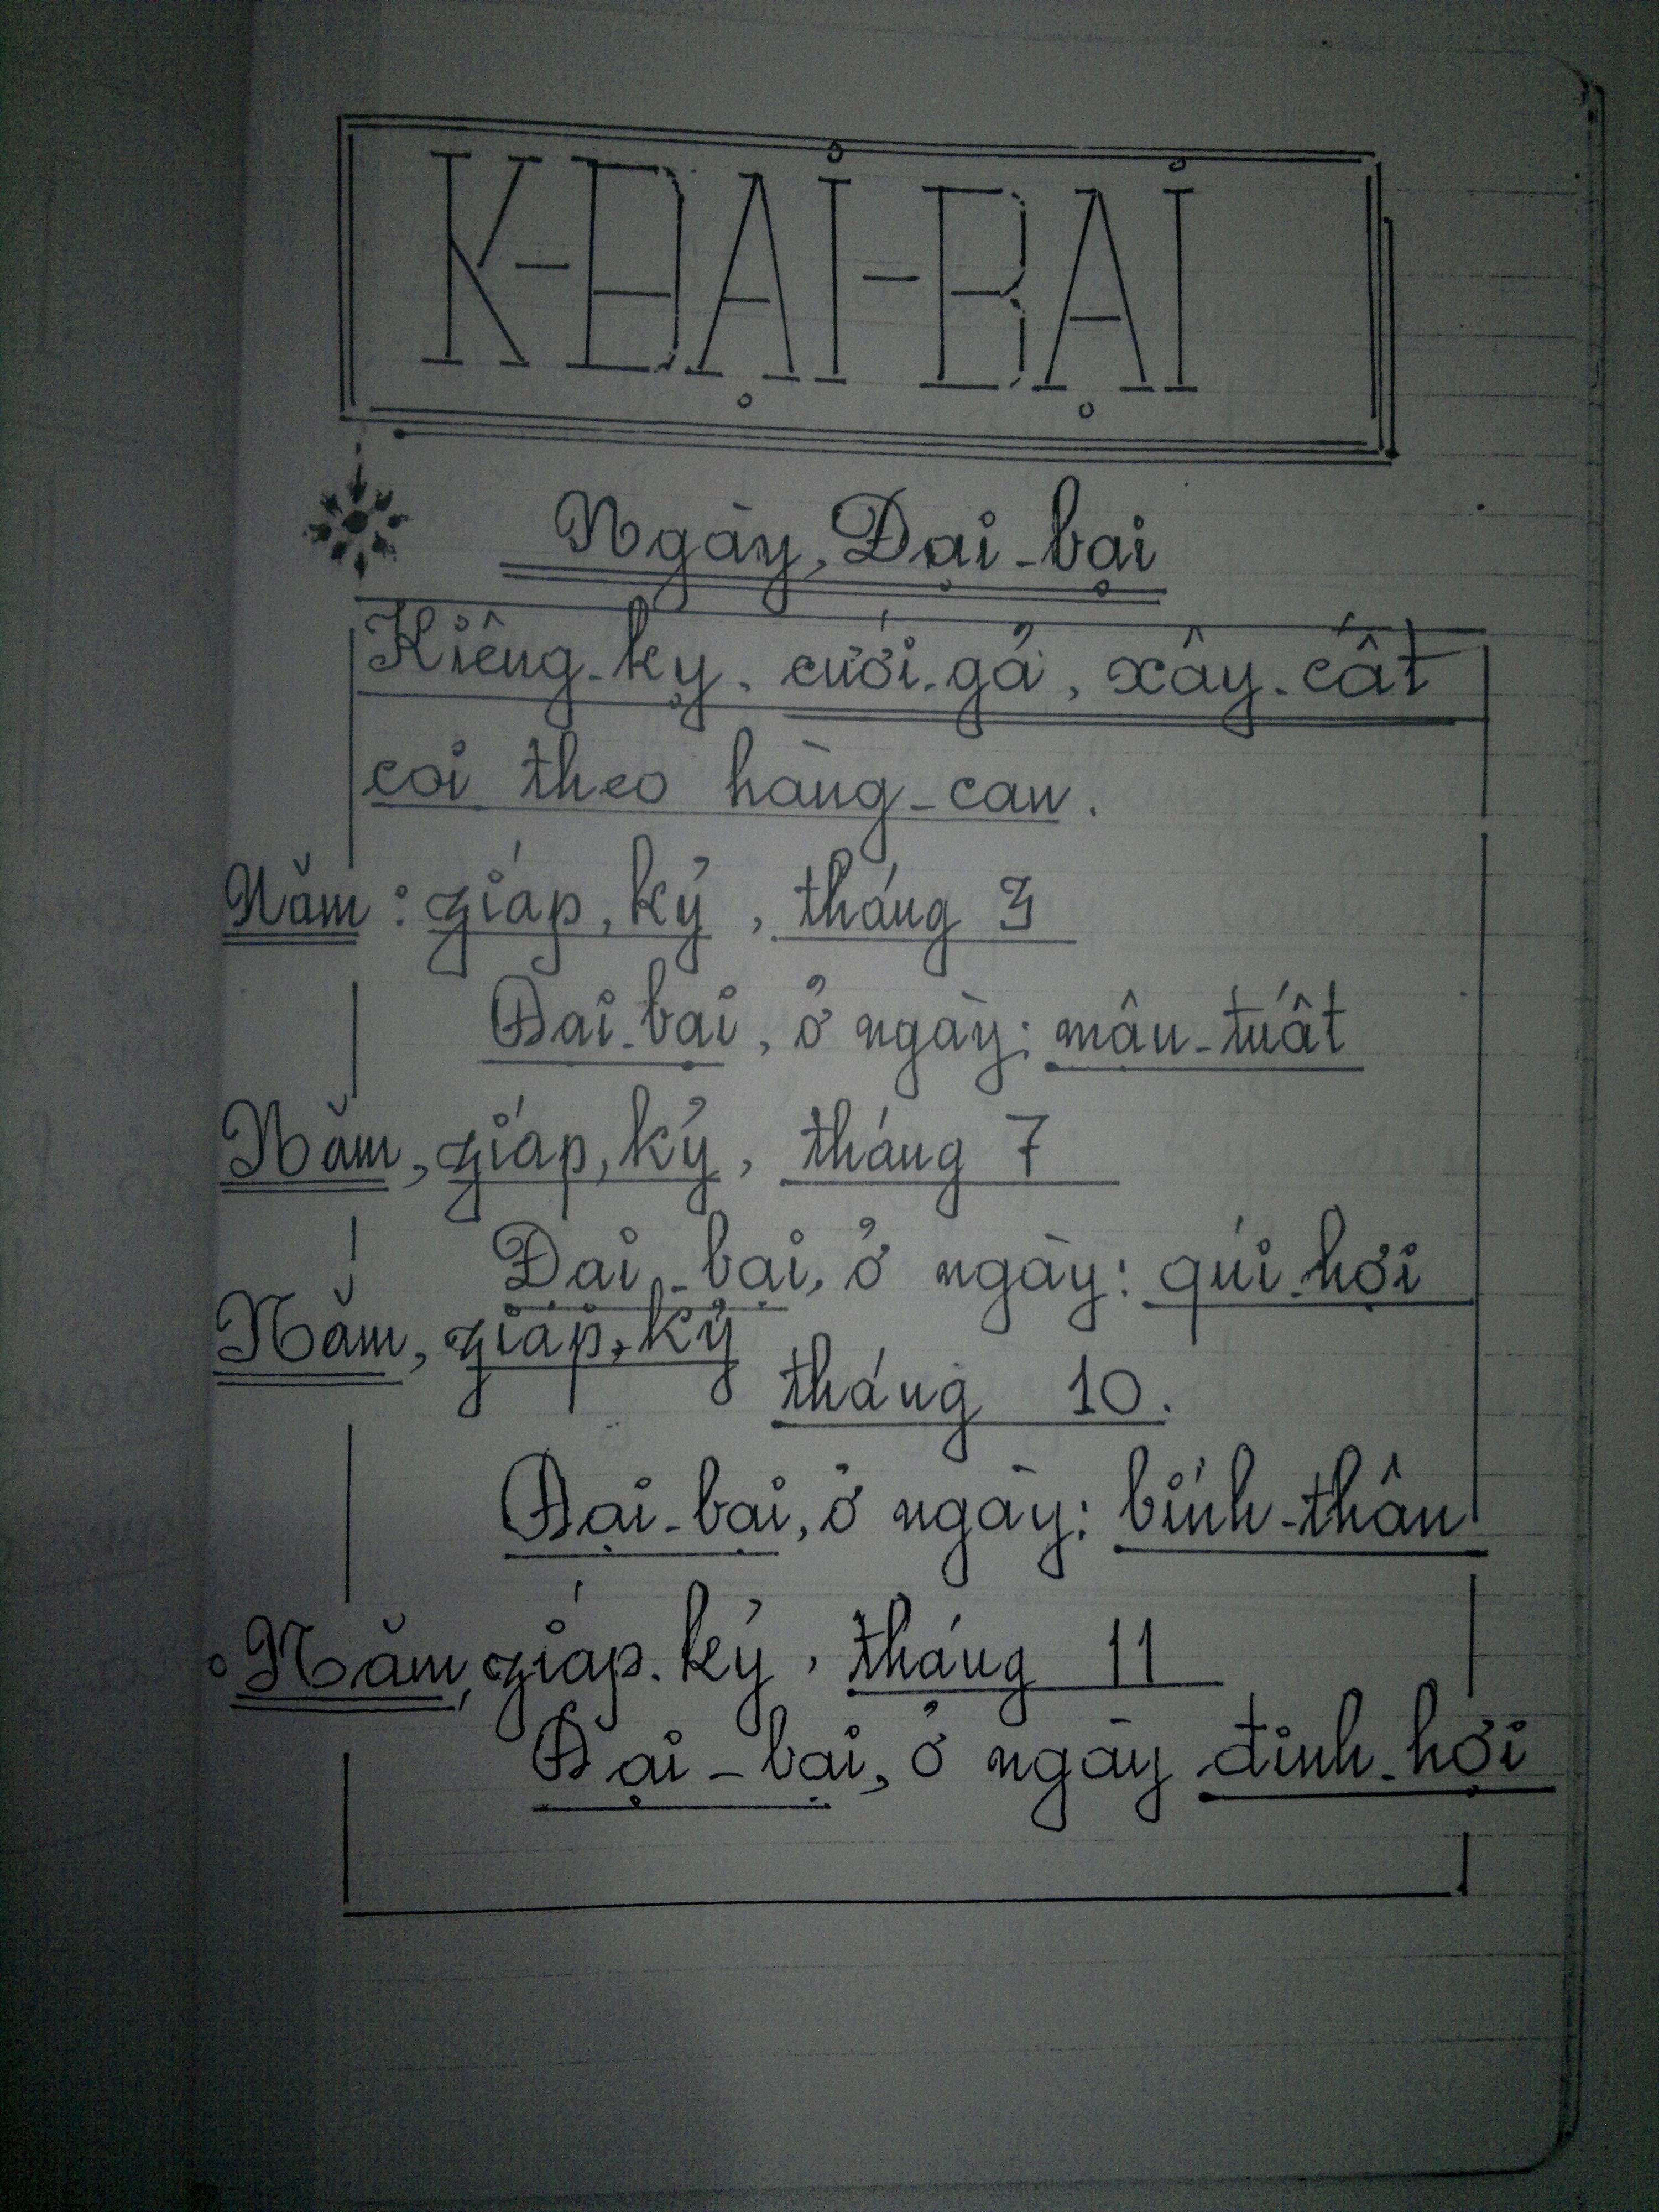 K-ĐẠI-BẠI
Ngày, Đại-bại
Kiêng-kỵ, cưới-gả, xây-cất
coi theo hàng-can.
Năm: giáp, kỷ, tháng 3
Đại-bại, ở ngày: mậu-tuất
Năm, giáp, kỷ, tháng 7
Đại-bại, ở ngày: qúi-hợi
Năm, giáp, kỷ
tháng 10.
Đại-bại, ở ngày: bính-thân
Năm, giáp. kỷ, tháng 11
Đại-bại, ở ngày đinh-hợi